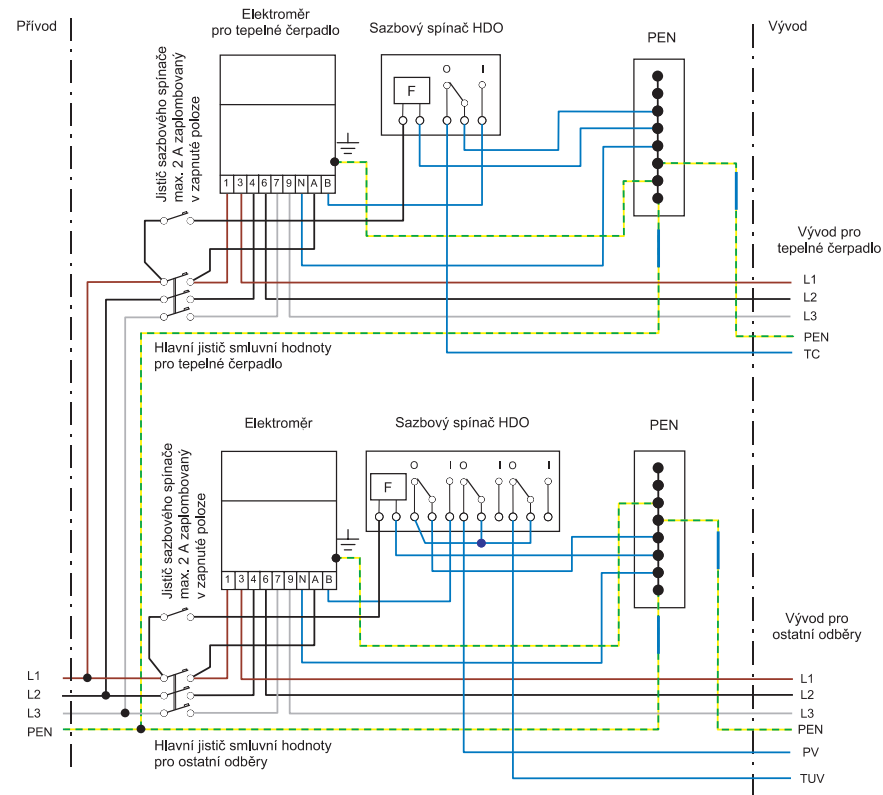 Přívod
Elektroměr
pro tepelné čerpadlo
Sazbový spínač HDO
PEN
Vývod
Jistič sazbového spínače
max. 2 A zaplombovaný
v zapnuté poloze
F
O
I
1 3 4 6 7 9 N A B
Vývod pro
tepelné čerpadlo
L1
L2
L3
PEN
TC
Hlavní jistič smluvní hodnoty
pro tepelné čerpadlo
Elektroměr
Sazbový spínač HDO
PEN
Jistič sazbového spínače
max. 2 A zaplombovaný
v zapnuté poloze
F
O I O I O I
1 3 4 6 7 9 N A B
Vývod pro
ostatní odběry
L1
L2
L3
PEN
L1
L2
L3
PEN
PV
TUV
Hlavní jistič smluvní hodnoty
pro ostatní odběry